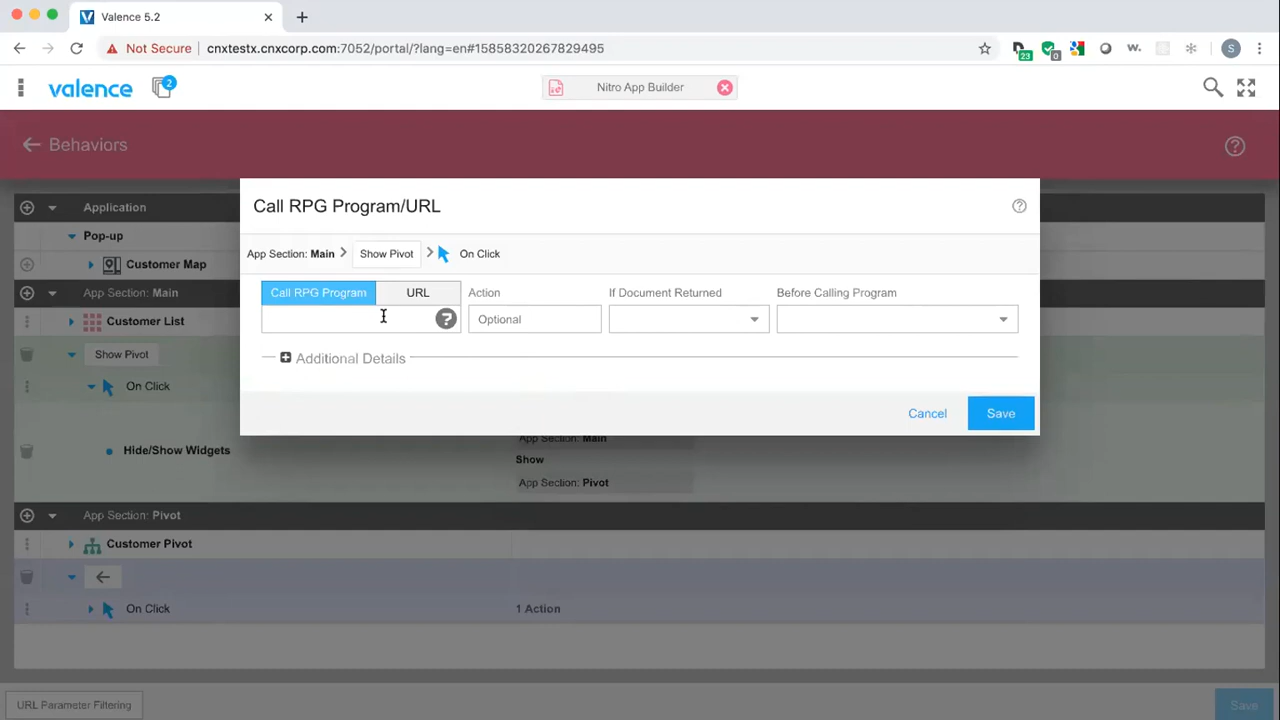 Valence 5.2
Not Secure cnxtestx.cnxcorp.com:7052/portal/?lang=en#15858320267829495
23
0
W.
S
valence
2
Nitro App Builder
Behaviors
Application
Pop-up
Customer Map
App Section: Main
Customer List
Show Pivot
On Click
Hide/Show Widgets
App Section: Main
Show
App Section: Pivot
App Section: Pivot
Customer Pivot
On Click
1 Action
URL Parameter Filtering
Save
Call RPG Program/URL
App Section: Main
Show Pivot
On Click
Call RPG Program
URL
Action
If Document Returned
Before Calling Program
Optional
Additional Details
Cancel
Save